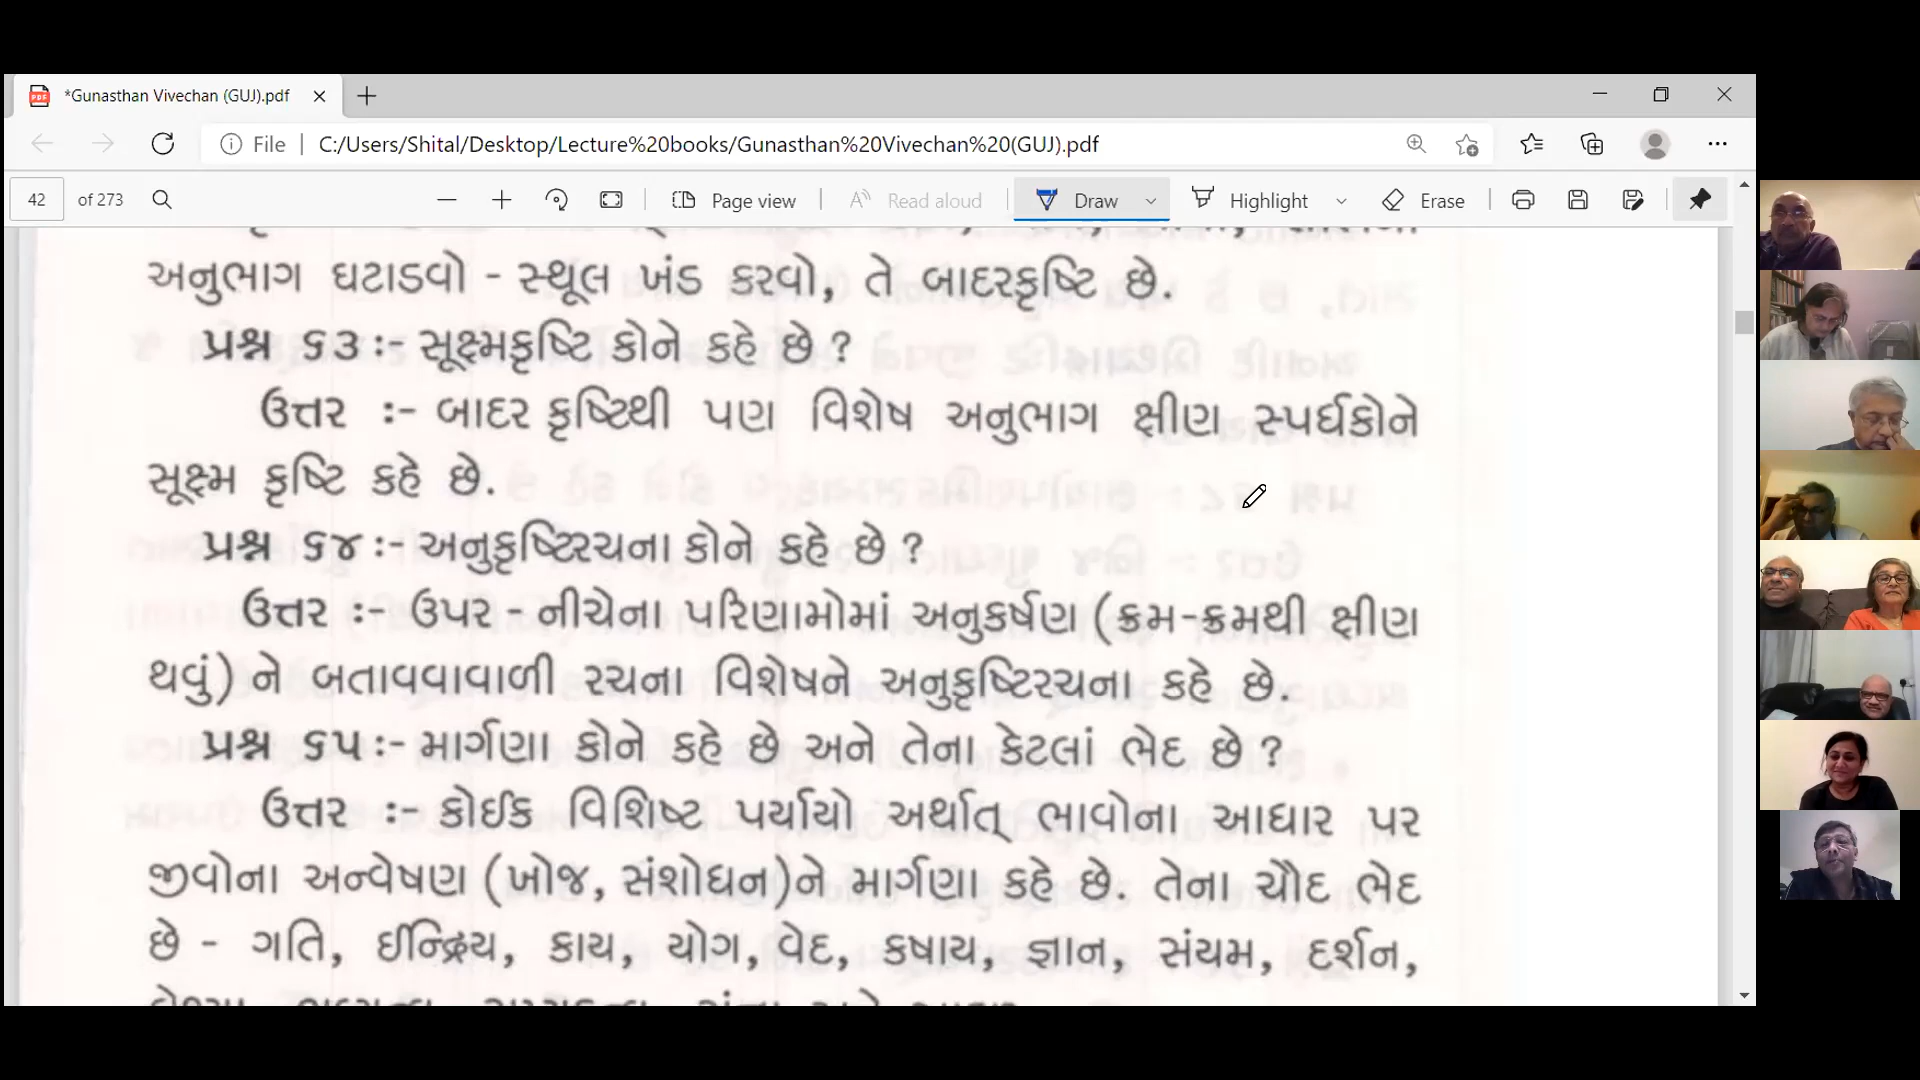 *Gunasthan Vivechan (GUJ).pdf
File | C:/Users/Shital/Desktop/Lecture%20books/Gunasthan%20Vivechan%20(GUJ).pdf
42 of 273 Page view Read aloud Draw Highlight Erase
અનુભાગ ઘટાડવો - સ્થૂલ ખંડ કરવો, તે બાદરકૃષ્ટિ છે.
પ્રશ્ન ૬૩ :- સૂક્ષ્મકૃષ્ટિ કોને કહે છે ?
ઉત્તર :- બાદર કૃષ્ટિથી પણ વિશેષ અનુભાગ ક્ષીણ સ્પર્ધકોને
સૂક્ષ્મ કૃષ્ટિ કહે છે.
પ્રશ્ન ૬૪ :- અનુકૃષ્ટિરચના કોને કહે છે ?
ઉત્તર :- ઉપર - નીચેના પરિણામોમાં અનુકર્ષણ (ક્રમ-ક્રમથી ક્ષીણ
થવું) ને બતાવવાવાળી રચના વિશેષને અનુકૃષ્ટિરચના કહે છે.
પ્રશ્ન ૬૫ :- માર્ગણા કોને કહે છે અને તેના કેટલાં ભેદ છે ?
ઉત્તર :- કોઈક વિશિષ્ટ પર્યાયો અર્થાત્ ભાવોના આધાર પર
જીવોના અન્વેષણ (ખોજ, સંશોધન)ને માર્ગણા કહે છે. તેના ચૌદ ભેદ
છે - ગતિ, ઈન્દ્રિય, કાય, યોગ, વેદ, કષાય, જ્ઞાન, સંયમ, દર્શન,